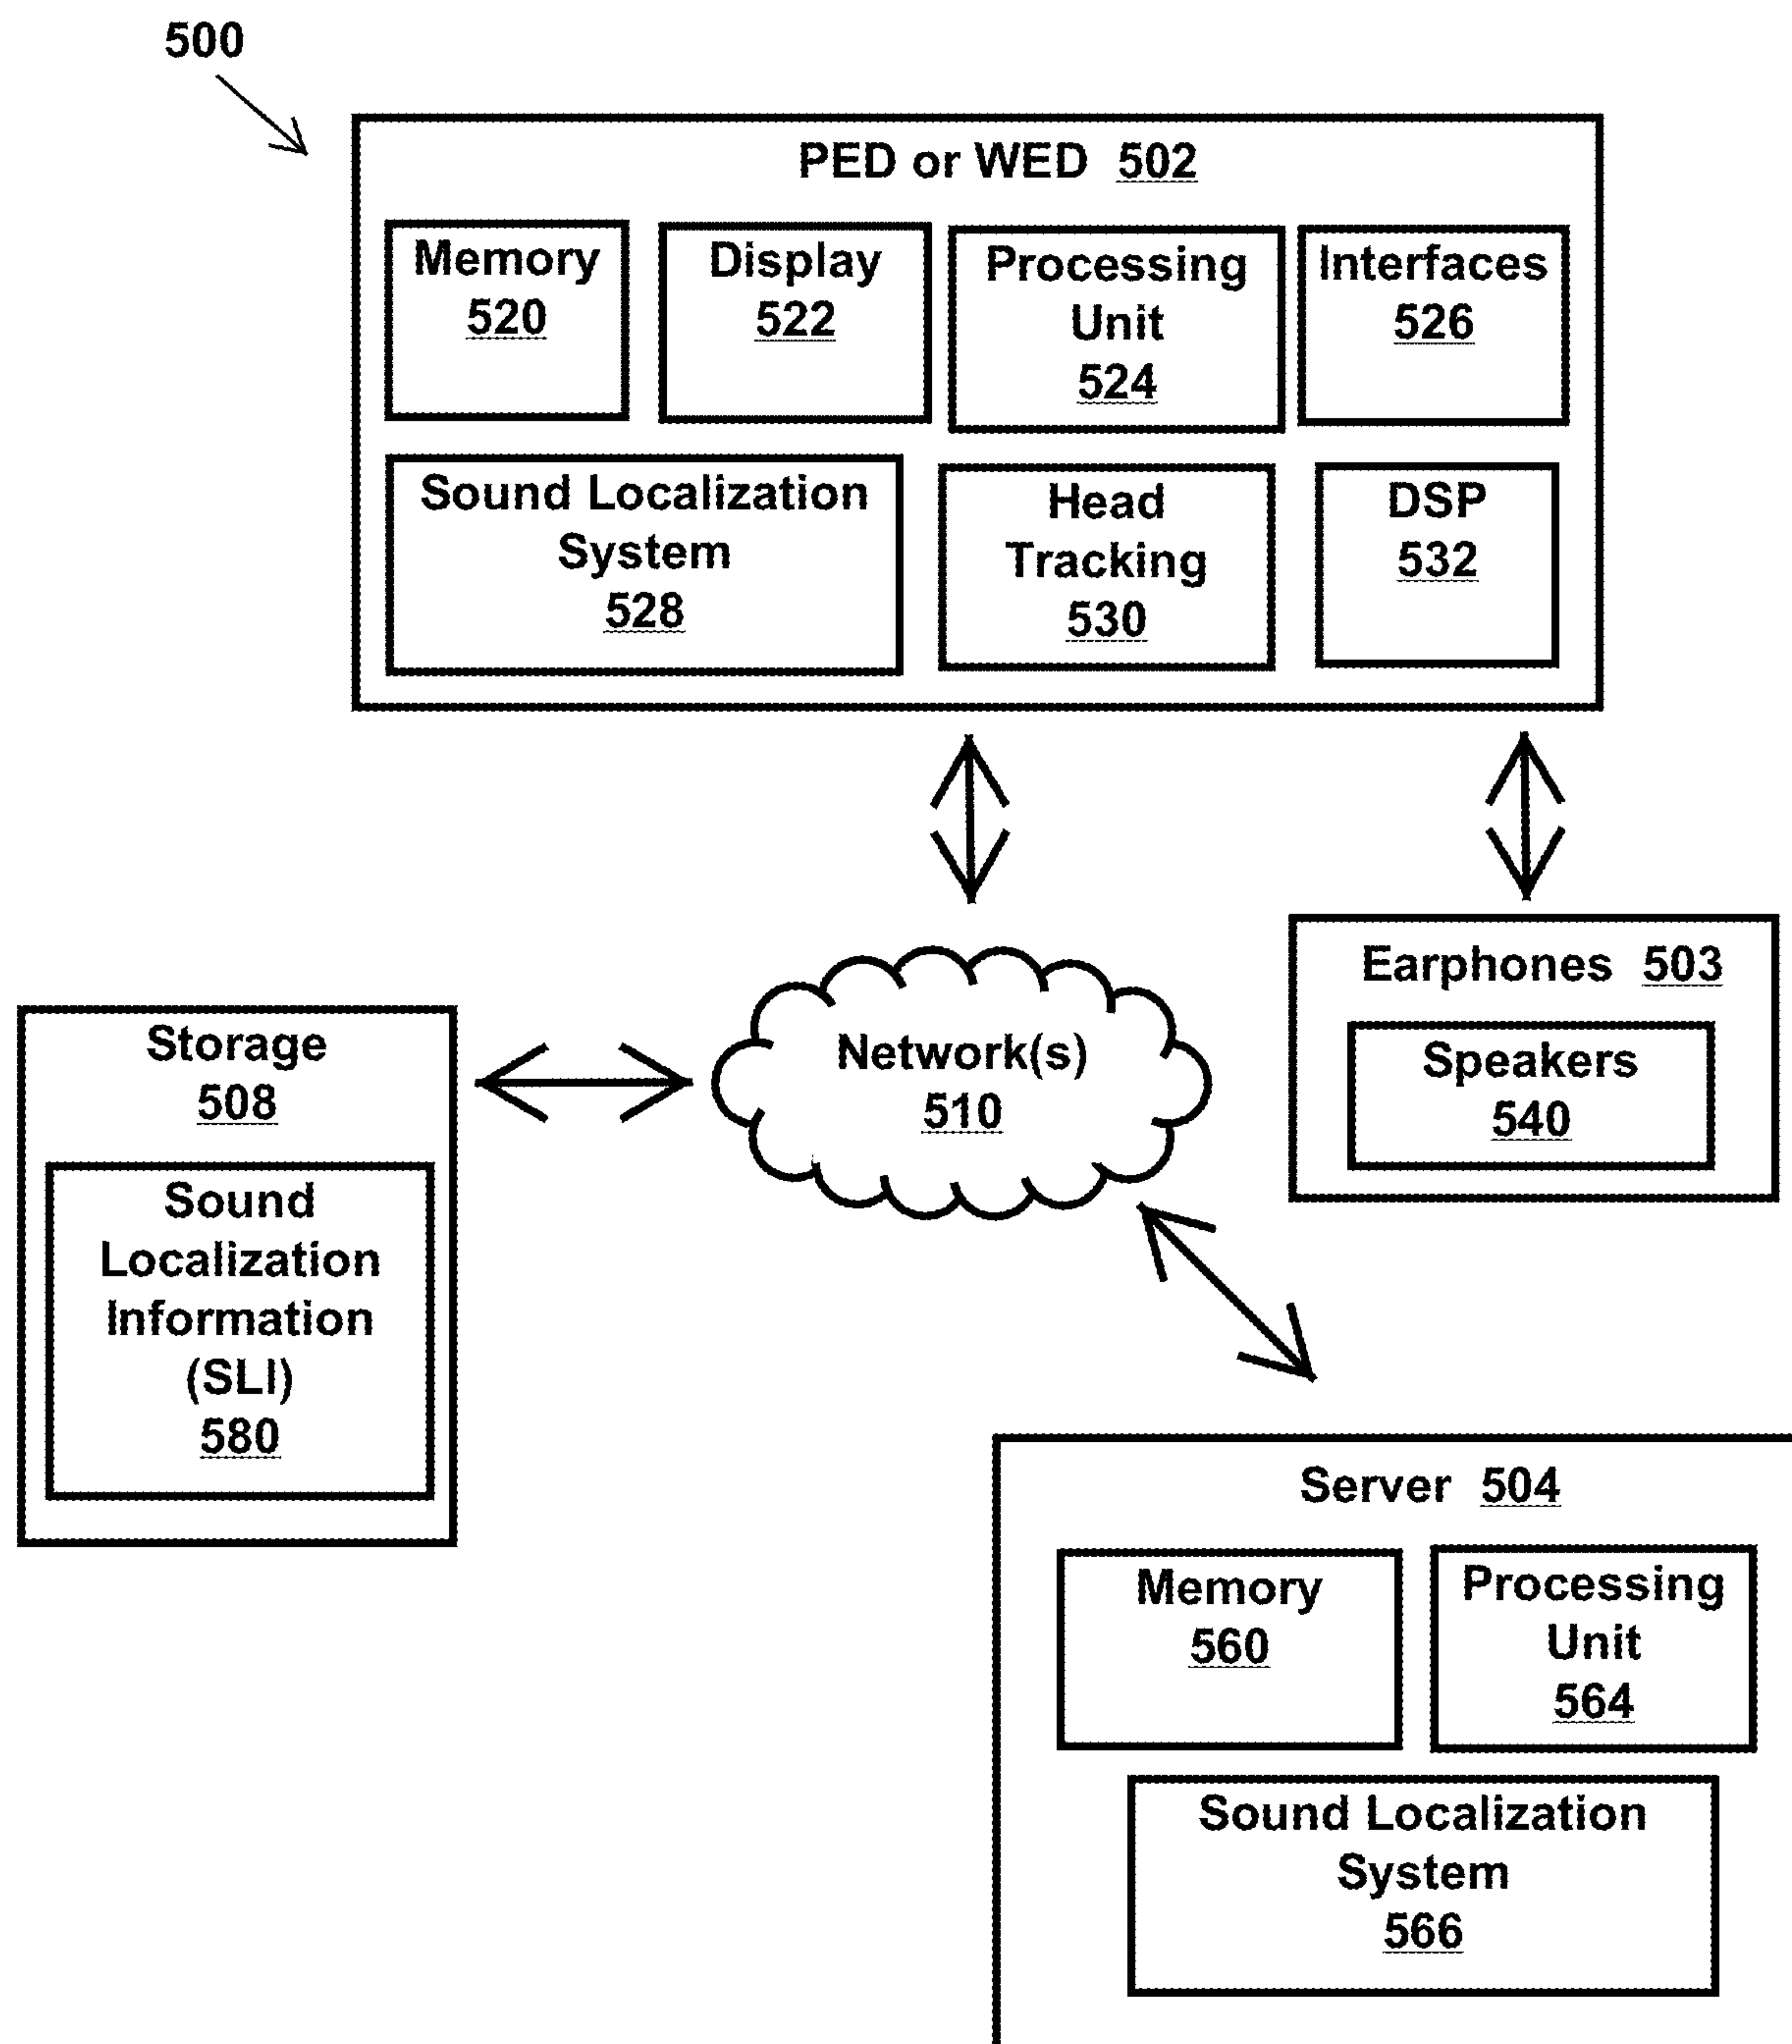 500
PED or WED 502
Memory
520
Display
522
Processing
Unit
524
Interfaces
526
Sound Localization
System
528
Head
Tracking
530
DSP
532
Network(s)
510
Earphones 503
Speakers
540
Storage
508
Sound
Localization
Information
(SLI)
580
Server 504
Memory
560
Processing
Unit
564
Sound Localization
System
566